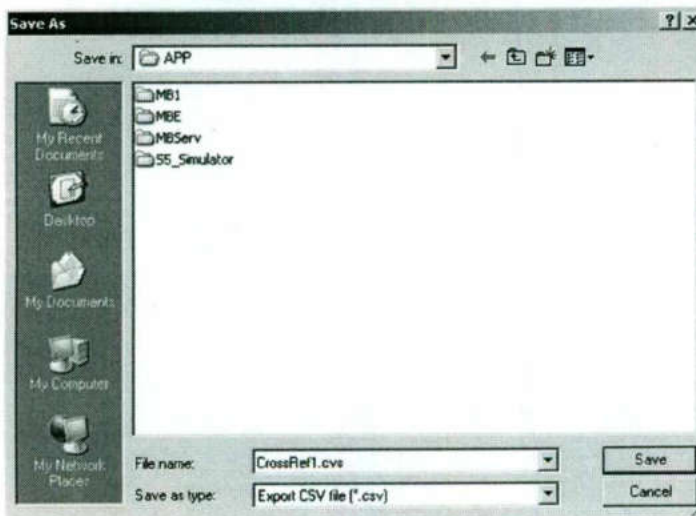 Save As
Save in:
APP
MB1
MBE
MBServ
S5_Simulator
My Recent
Documents
Desktop
My Documents
My Computer
My Network
Places
File name:
CrossRef1.cvs
Save
Save as type:
Export CSV file (*.csv)
Cancel